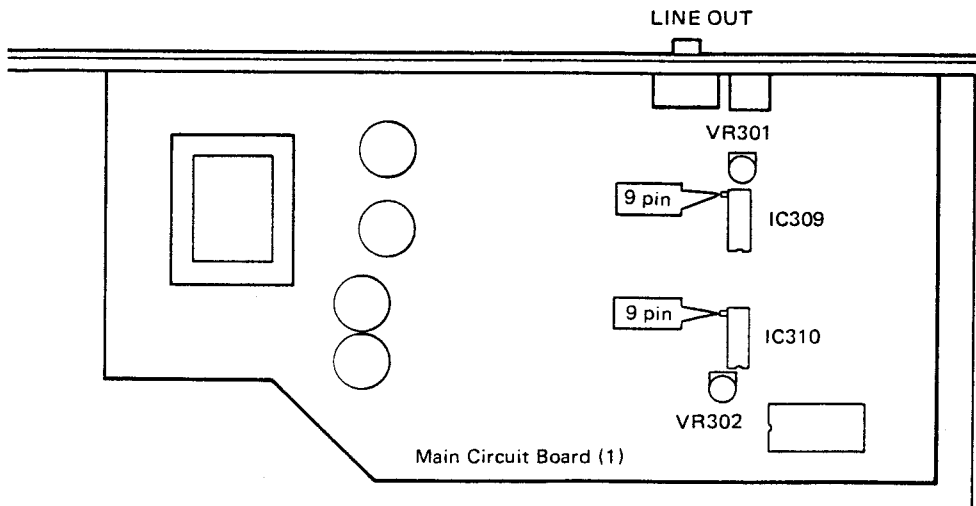 LINE OUT
VR301
9 pin
IC309
9 pin
IC310
VR302
Main Circuit Board (1)